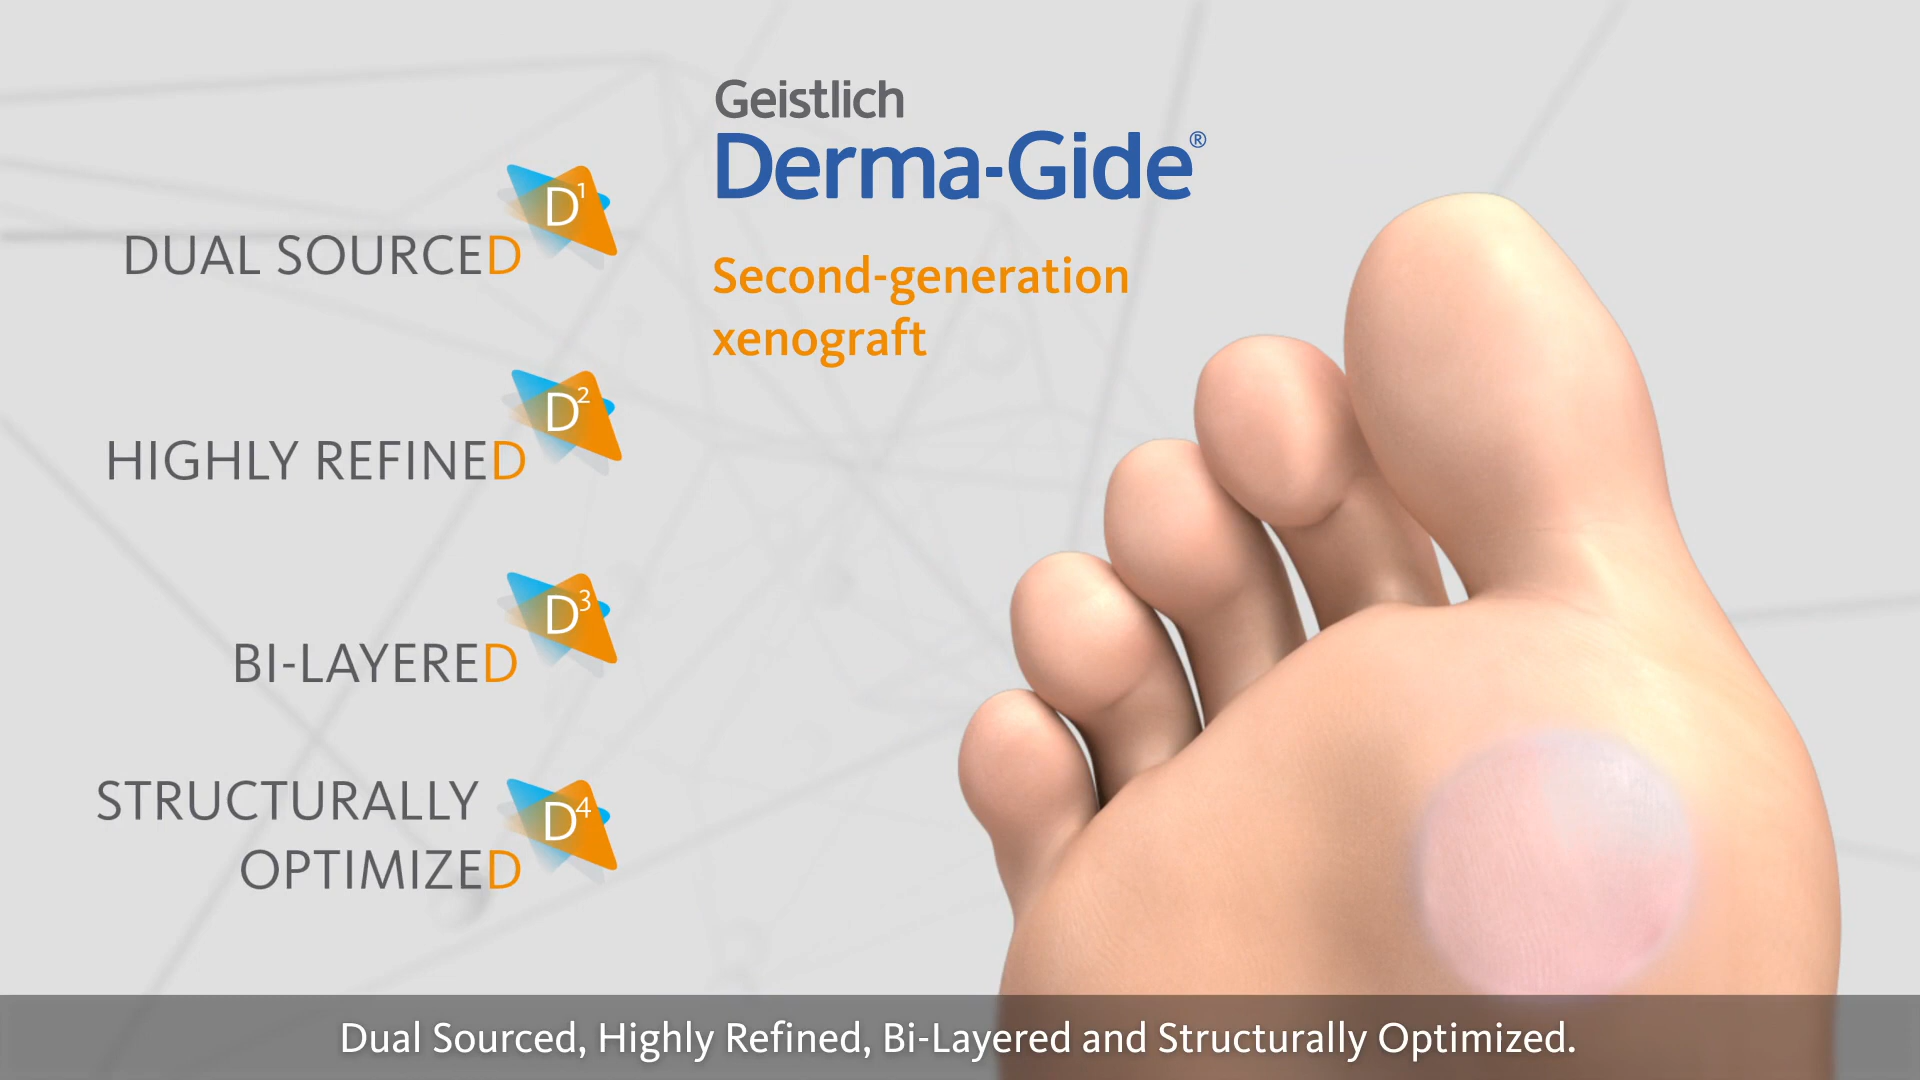 Geistlich
Derma-Gide®
Second-generation
xenograft
DUAL SOURCED
D¹
HIGHLY REFINED
D²
BI-LAYERED
D³
STRUCTURALLY
OPTIMIZED
D⁴
Dual Sourced, Highly Refined, Bi-Layered and Structurally Optimized.